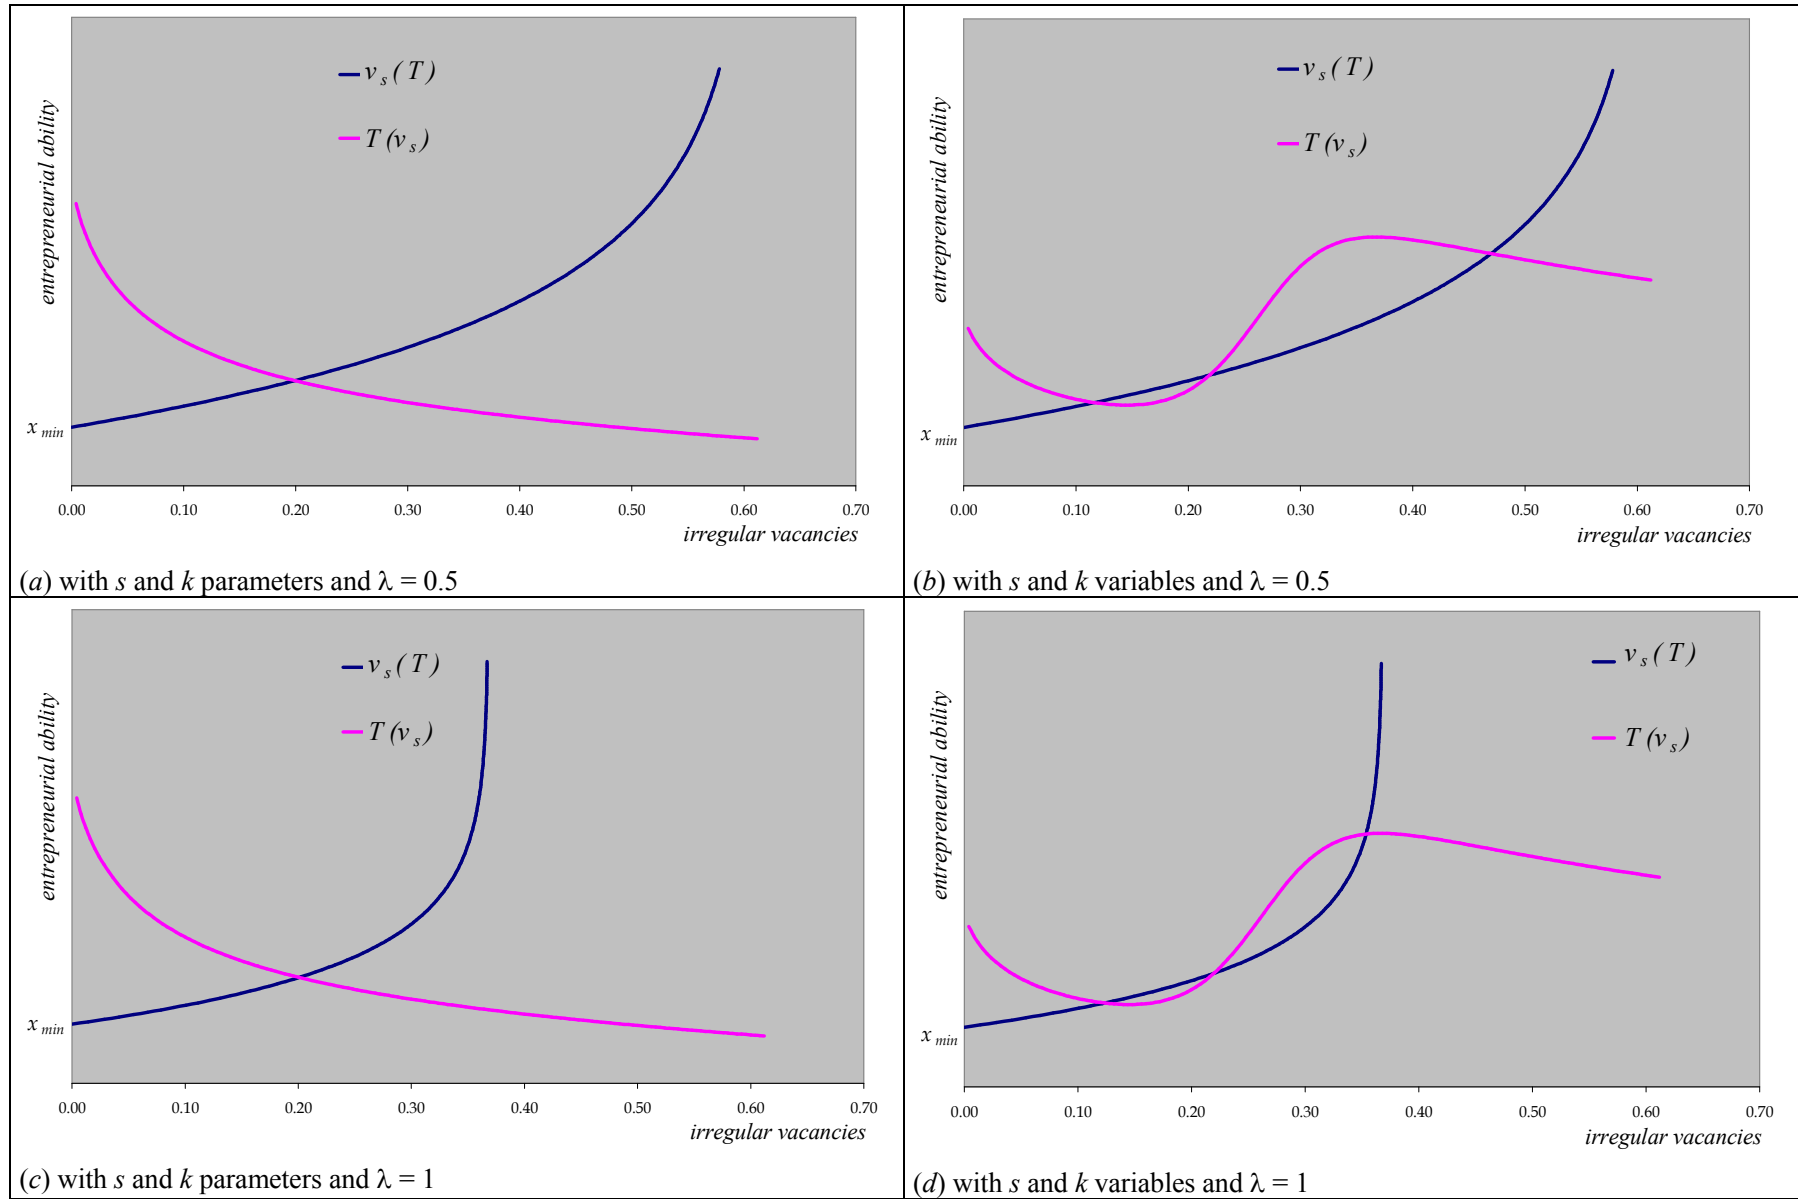 v s ( T )
T (v s )
entrepreneurial ability
x min
0.00 0.10 0.20 0.30 0.40 0.50 0.60 0.70
irregular vacancies
(a) with s and k parameters and λ = 0.5
v s ( T )
T (v s )
entrepreneurial ability
x min
0.00 0.10 0.20 0.30 0.40 0.50 0.60 0.70
irregular vacancies
(b) with s and k variables and λ = 0.5
v s ( T )
T (v s )
entrepreneurial ability
x min
0.00 0.10 0.20 0.30 0.40 0.50 0.60 0.70
irregular vacancies
(c) with s and k parameters and λ = 1
v s ( T )
T (v s )
entrepreneurial ability
x min
0.00 0.10 0.20 0.30 0.40 0.50 0.60 0.70
irregular vacancies
(d) with s and k variables and λ = 1